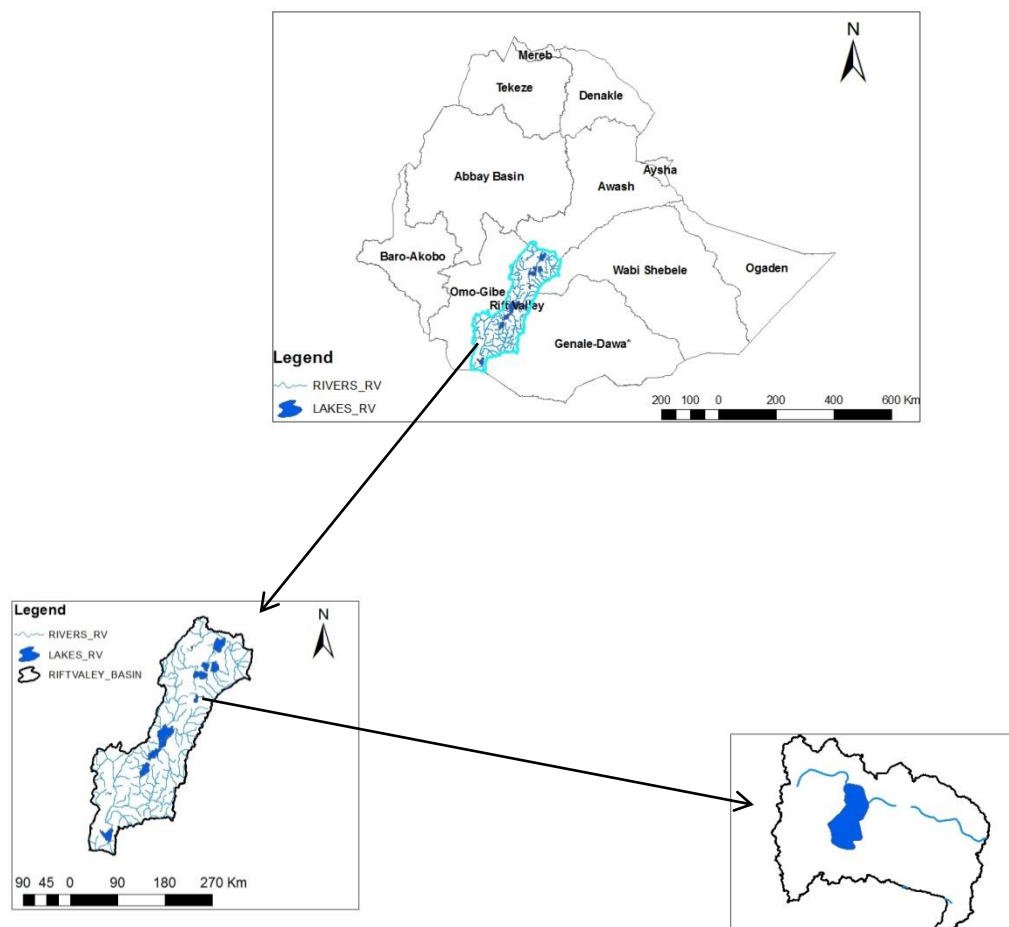 N
Mereb
Tekeze
Denakle
Aysha
Abbay Basin
Awash
Baro-Akobo
Wabi Shebele
Ogaden
Omo-Gibe
Rift Valley
Genale-Dawa*
Legend
RIVERS_RV
LAKES_RV
200 100 0 200 400 600 Km
Legend
N
RIVERS_RV
LAKES_RV
RIFTVALEY_BASIN
90 45 0 90 180 270 Km